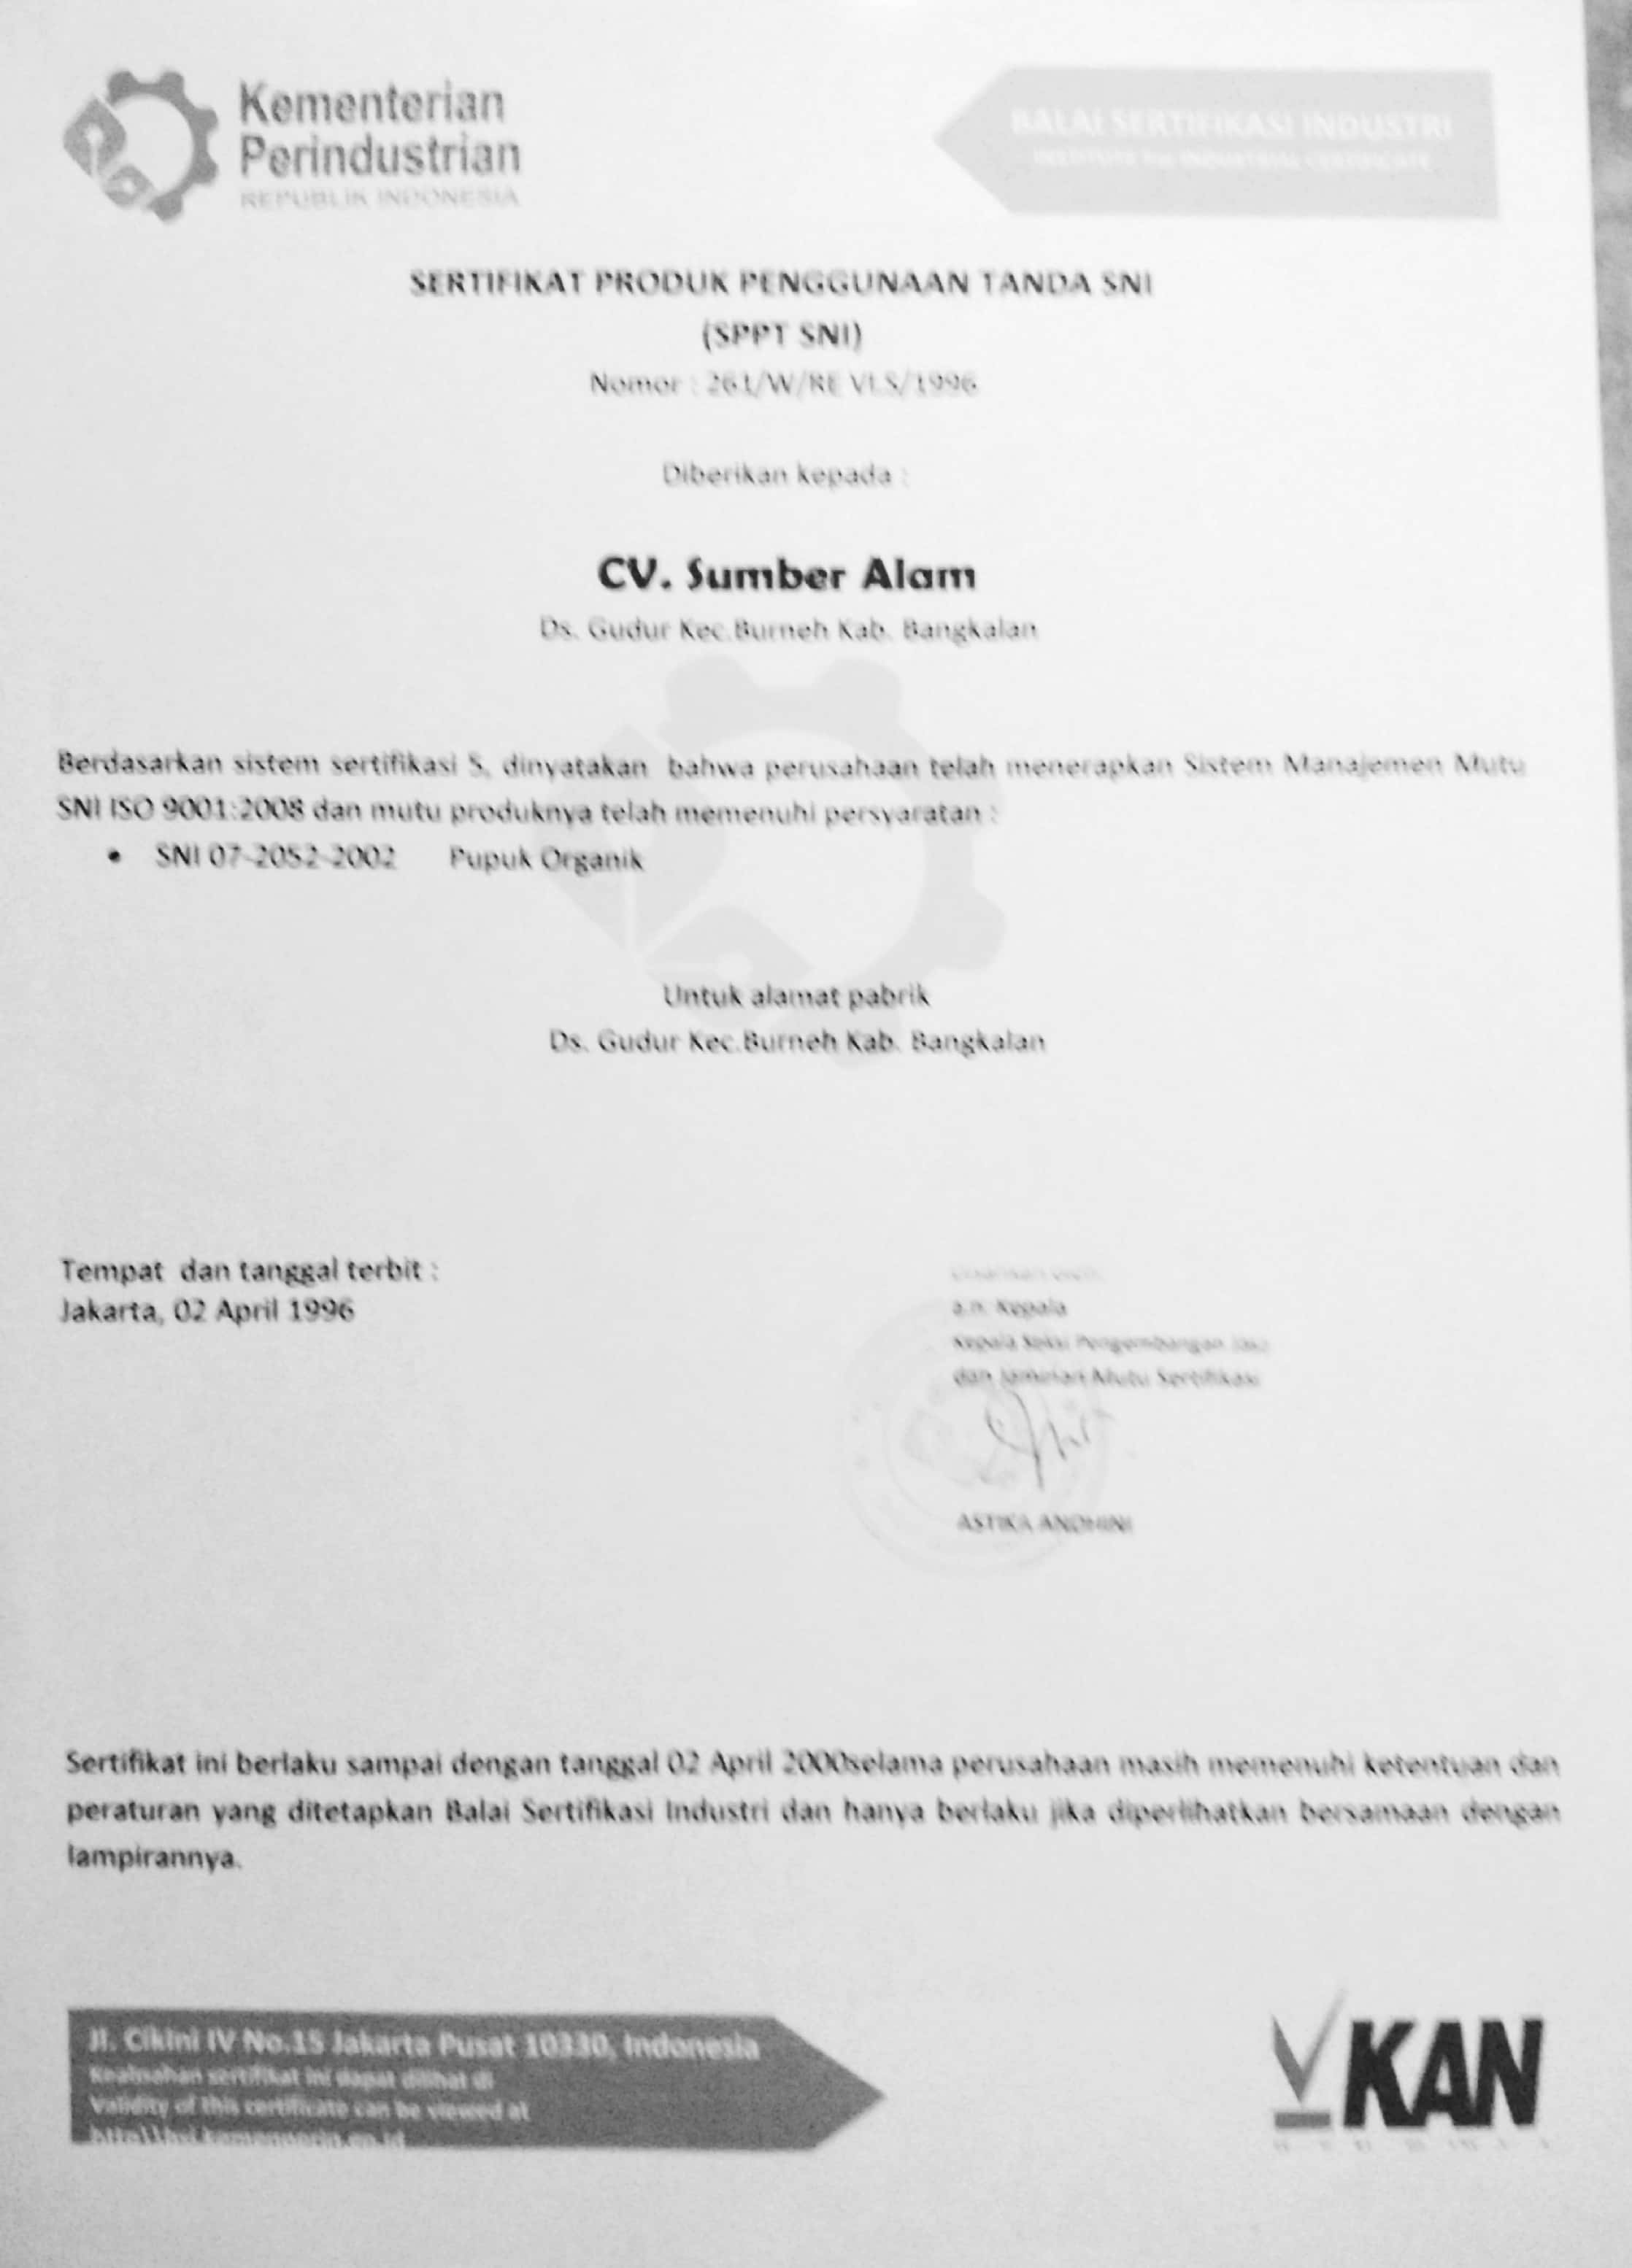 Kementerian
Perindustrian
REPUBLIK INDONESIA
BALAI SERTIFIKASI INDUSTRI
INSTITUTE for INDUSTRIAL CERTIFICATE
SERTIFIKAT PRODUK PENGGUNAAN TANDA SNI
(SPPT SNI)
Nomor : 261/W/RE VI.S/1996
Diberikan kepada :
CV. Sumber Alam
Ds. Gudur Kec.Burneh Kab. Bangkalan
Berdasarkan sistem sertifikasi 5, dinyatakan bahwa perusahaan telah menerapkan Sistem Manajemen Mutu
SNI ISO 9001:2008 dan mutu produknya telah memenuhi persyaratan :
• SNI 07-2052-2002 Pupuk Organik
Untuk alamat pabrik
Ds. Gudur Kec.Burneh Kab. Bangkalan
Tempat dan tanggal terbit :
Jakarta, 02 April 1996
a.n. Kepala
Kepala Seksi Pengembangan Jasa
dan Jaminan Mutu Sertifikasi
ASTIKA ANDHINI
Sertifikat ini berlaku sampai dengan tanggal 02 April 2000selama perusahaan masih memenuhi ketentuan dan
peraturan yang ditetapkan Balai Sertifikasi Industri dan hanya berlaku jika diperlihatkan bersamaan dengan
lampirannya.
Jl. Cikini IV No.15 Jakarta Pusat 10330, Indonesia
Keabsahan sertifikat ini dapat dilihat di
Validity of this certificate can be viewed at
KAN